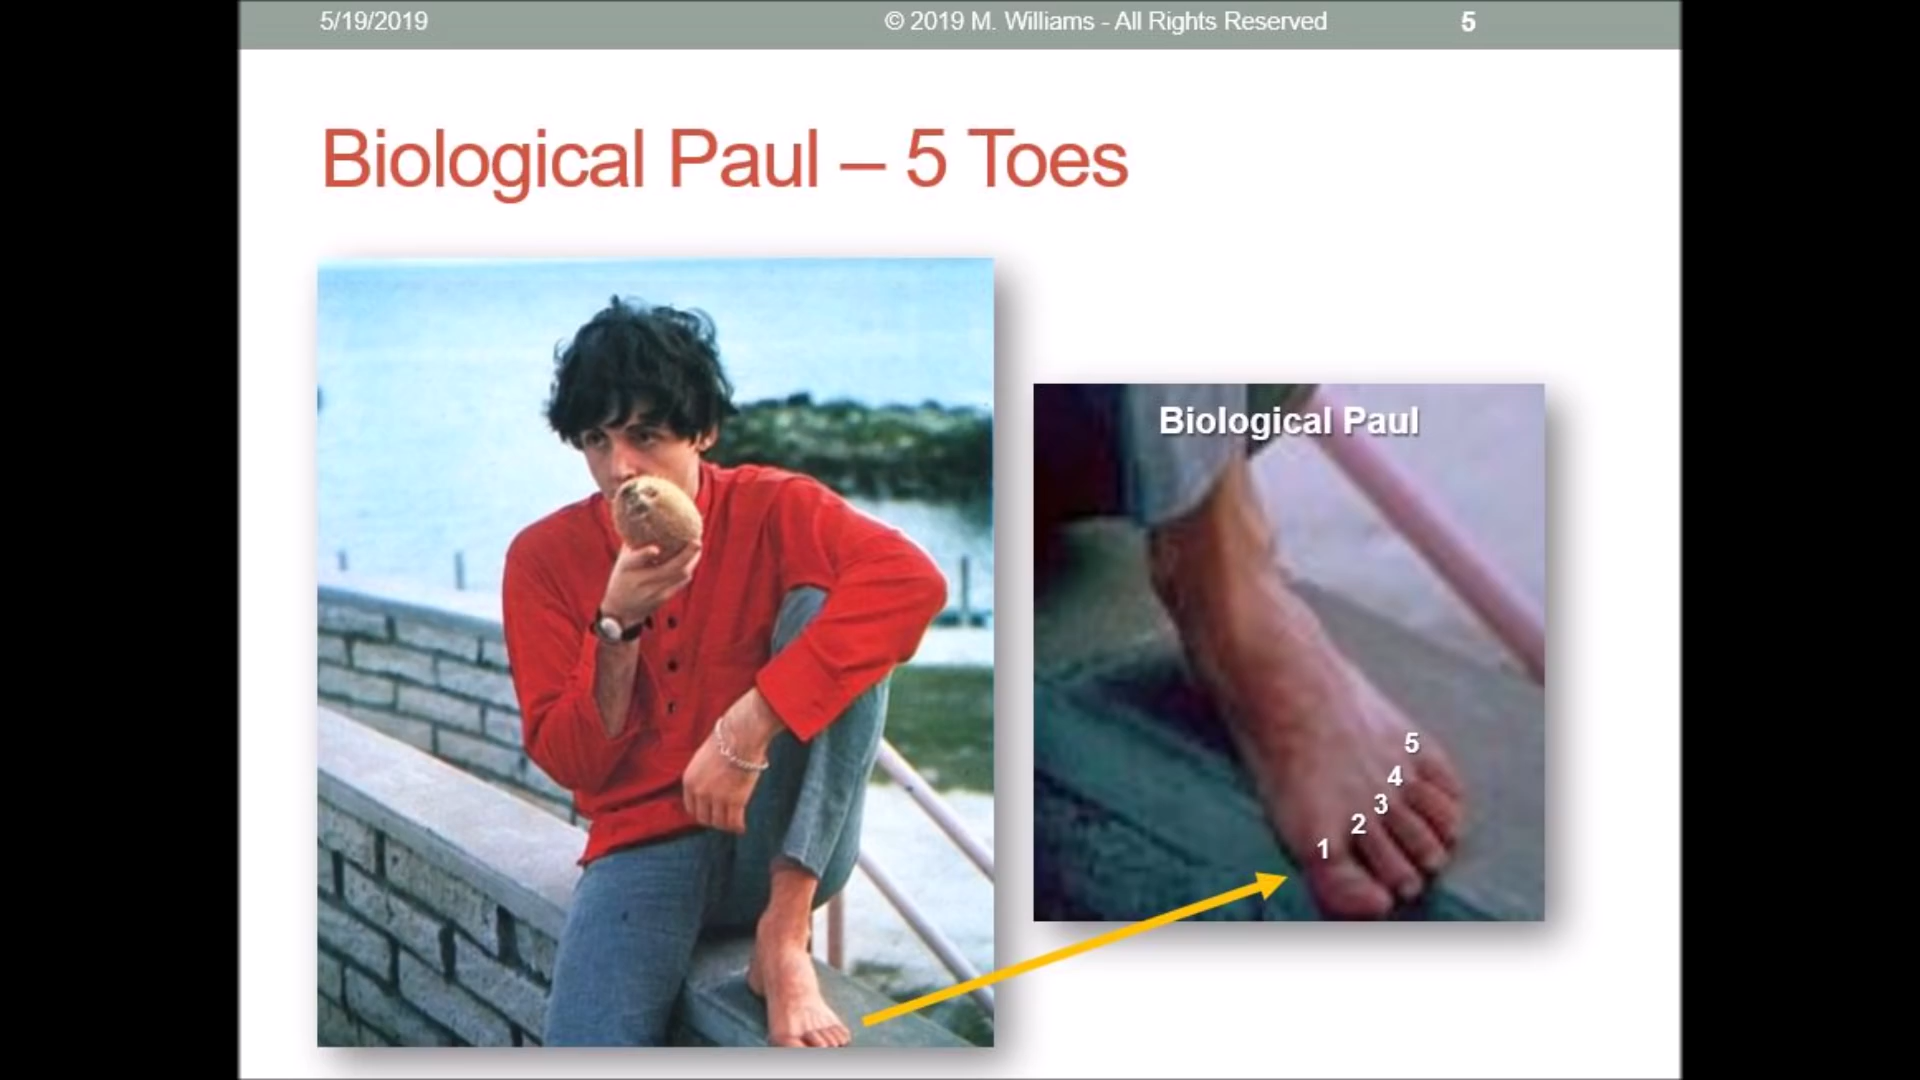 5/19/2019
© 2019 M. Williams - All Rights Reserved
5
Biological Paul – 5 Toes
Biological Paul
5
4
3
2
1